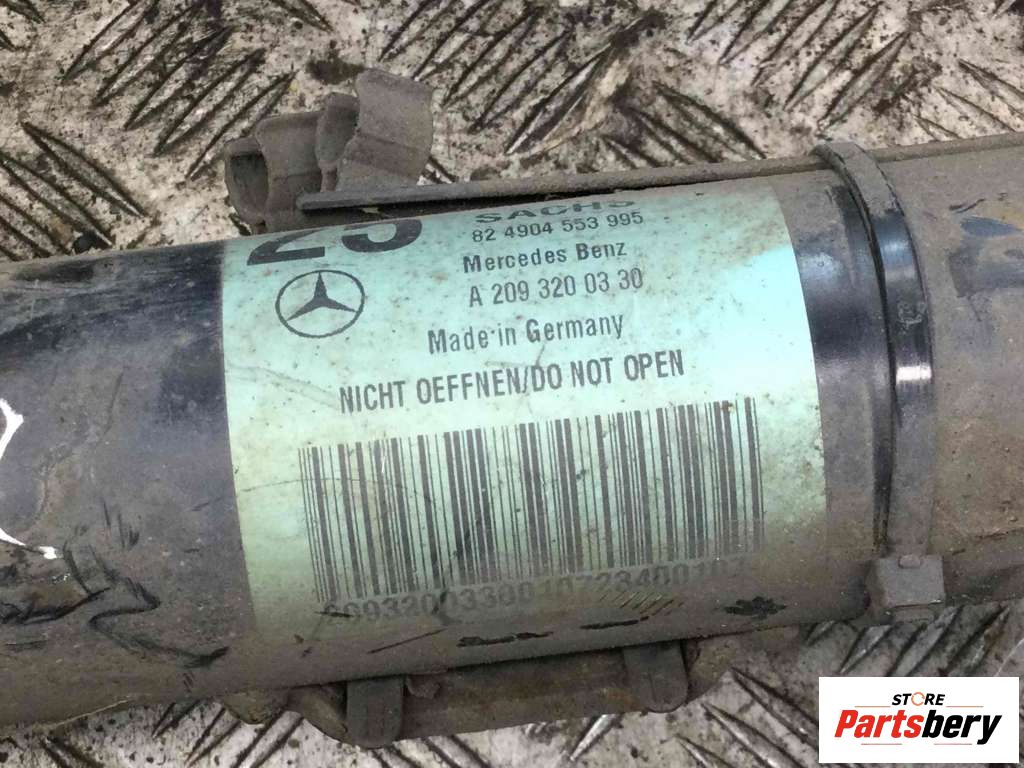 25
SACHS
82 4904 553 995
Mercedes Benz
A 209 320 03 30
Made in Germany
NICHT OEFFNEN/DO NOT OPEN
STORE
Partsbery